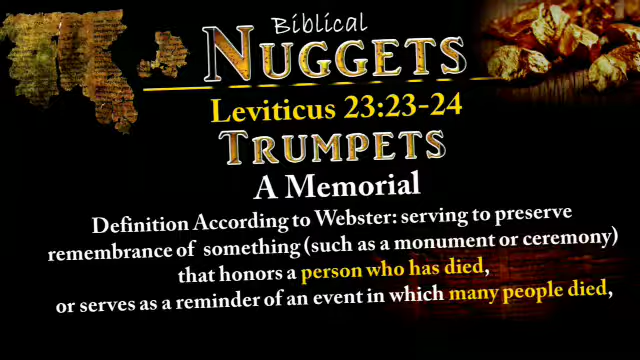 Biblical
NUGGETS
Leviticus 23:23-24
TRUMPETS
A Memorial
Definition According to Webster: serving to preserve
remembrance of something (such as a monument or ceremony)
that honors a person who has died,
or serves as a reminder of an event in which many people died,